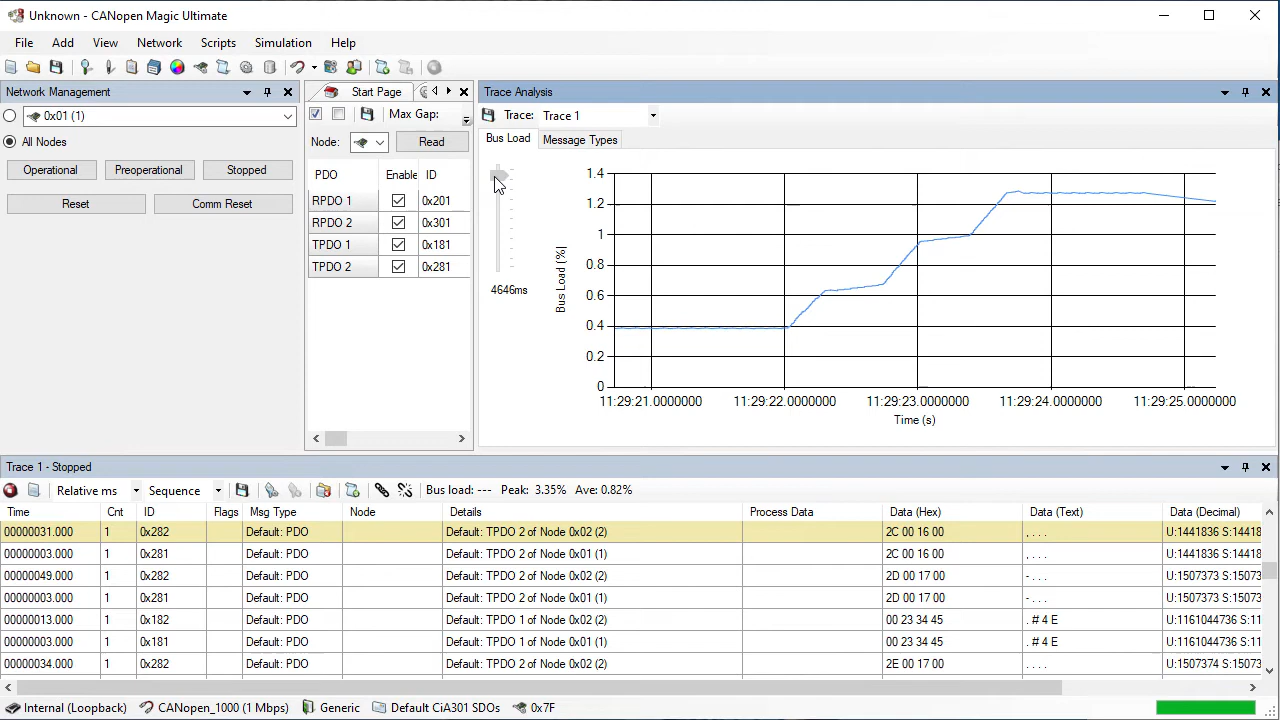 Unknown - CANopen Magic Ultimate
File Add View Network Scripts Simulation Help
Network Management
0x01 (1)
All Nodes
Operational Preoperational Stopped
Reset Comm Reset
Start Page
Max Gap:
Node: Read
PDO Enable ID
RPDO 1 0x201
RPDO 2 0x301
TPDO 1 0x181
TPDO 2 0x281
Trace Analysis
Trace: Trace 1
Bus Load Message Types
4646ms
Bus Load (%)
1.4
1.2
1
0.8
0.6
0.4
0.2
0
11:29:21.0000000 11:29:22.0000000 11:29:23.0000000 11:29:24.0000000 11:29:25.0000000
Time (s)
Trace 1 - Stopped
Relative ms Sequence Bus load: --- Peak: 3.35% Ave: 0.82%
Time Cnt ID Flags Msg Type Node Details Process Data Data (Hex) Data (Text) Data (Decimal)
00000031.000 1 0x282 Default: PDO Default: TPDO 2 of Node 0x02 (2) 2C 00 16 00 , . . . U:1441836 S:14418
00000003.000 1 0x281 Default: PDO Default: TPDO 2 of Node 0x01 (1) 2C 00 16 00 , . . . U:1441836 S:14418
00000049.000 1 0x282 Default: PDO Default: TPDO 2 of Node 0x02 (2) 2D 00 17 00 - . . . U:1507373 S:15073
00000003.000 1 0x281 Default: PDO Default: TPDO 2 of Node 0x01 (1) 2D 00 17 00 - . . . U:1507373 S:15073
00000013.000 1 0x182 Default: PDO Default: TPDO 1 of Node 0x02 (2) 00 23 34 45 . # 4 E U:1161044736 S:11
00000003.000 1 0x181 Default: PDO Default: TPDO 1 of Node 0x01 (1) 00 23 34 45 . # 4 E U:1161044736 S:11
00000034.000 1 0x282 Default: PDO Default: TPDO 2 of Node 0x02 (2) 2E 00 17 00 . . . . U:1507374 S:15073
Internal (Loopback) CANopen_1000 (1 Mbps) Generic Default CiA301 SDOs 0x7F